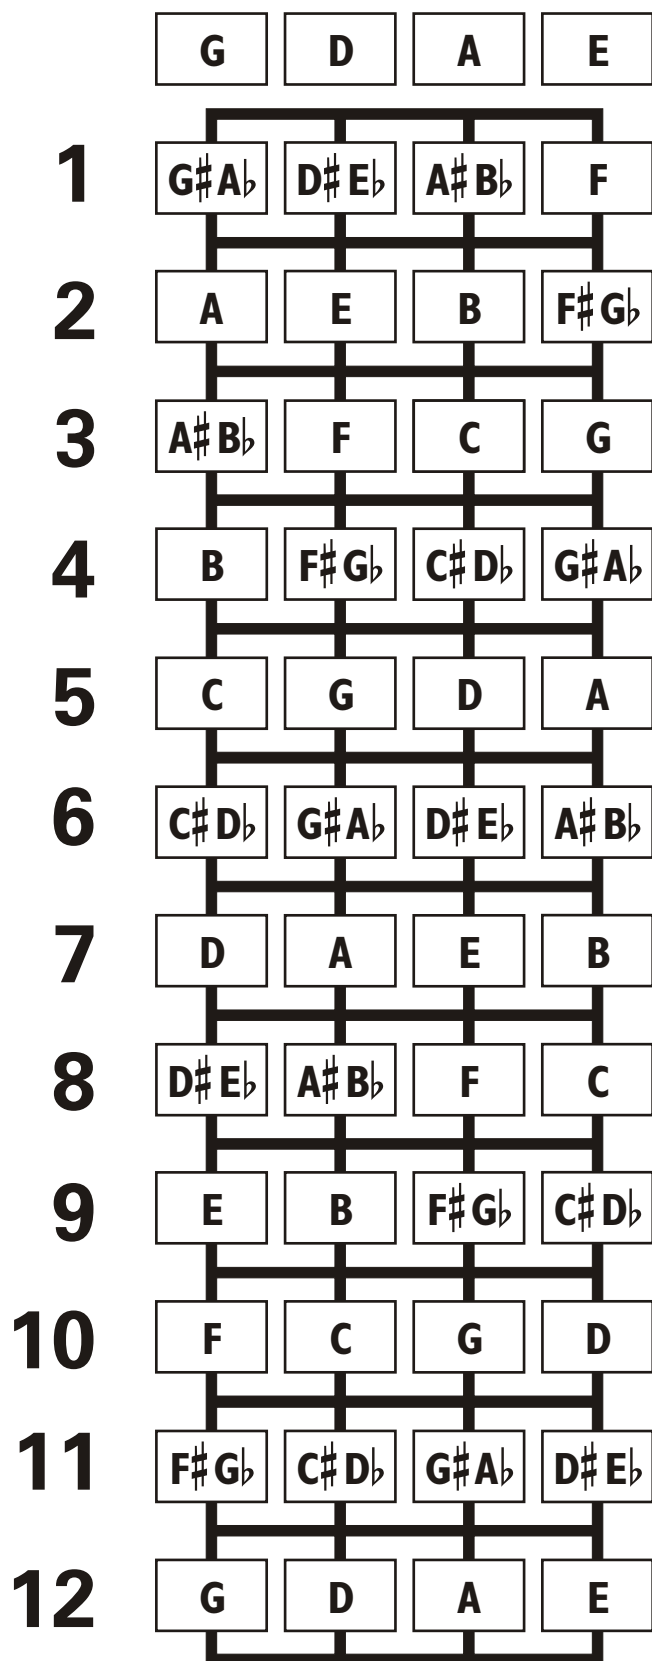 G D A E
1 G♯A♭ D♯E♭ A♯B♭ F
2 A E B F♯G♭
3 A♯B♭ F C G
4 B F♯G♭ C♯D♭ G♯A♭
5 C G D A
6 C♯D♭ G♯A♭ D♯E♭ A♯B♭
7 D A E B
8 D♯E♭ A♯B♭ F C
9 E B F♯G♭ C♯D♭
10 F C G D
11 F♯G♭ C♯D♭ G♯A♭ D♯E♭
12 G D A E